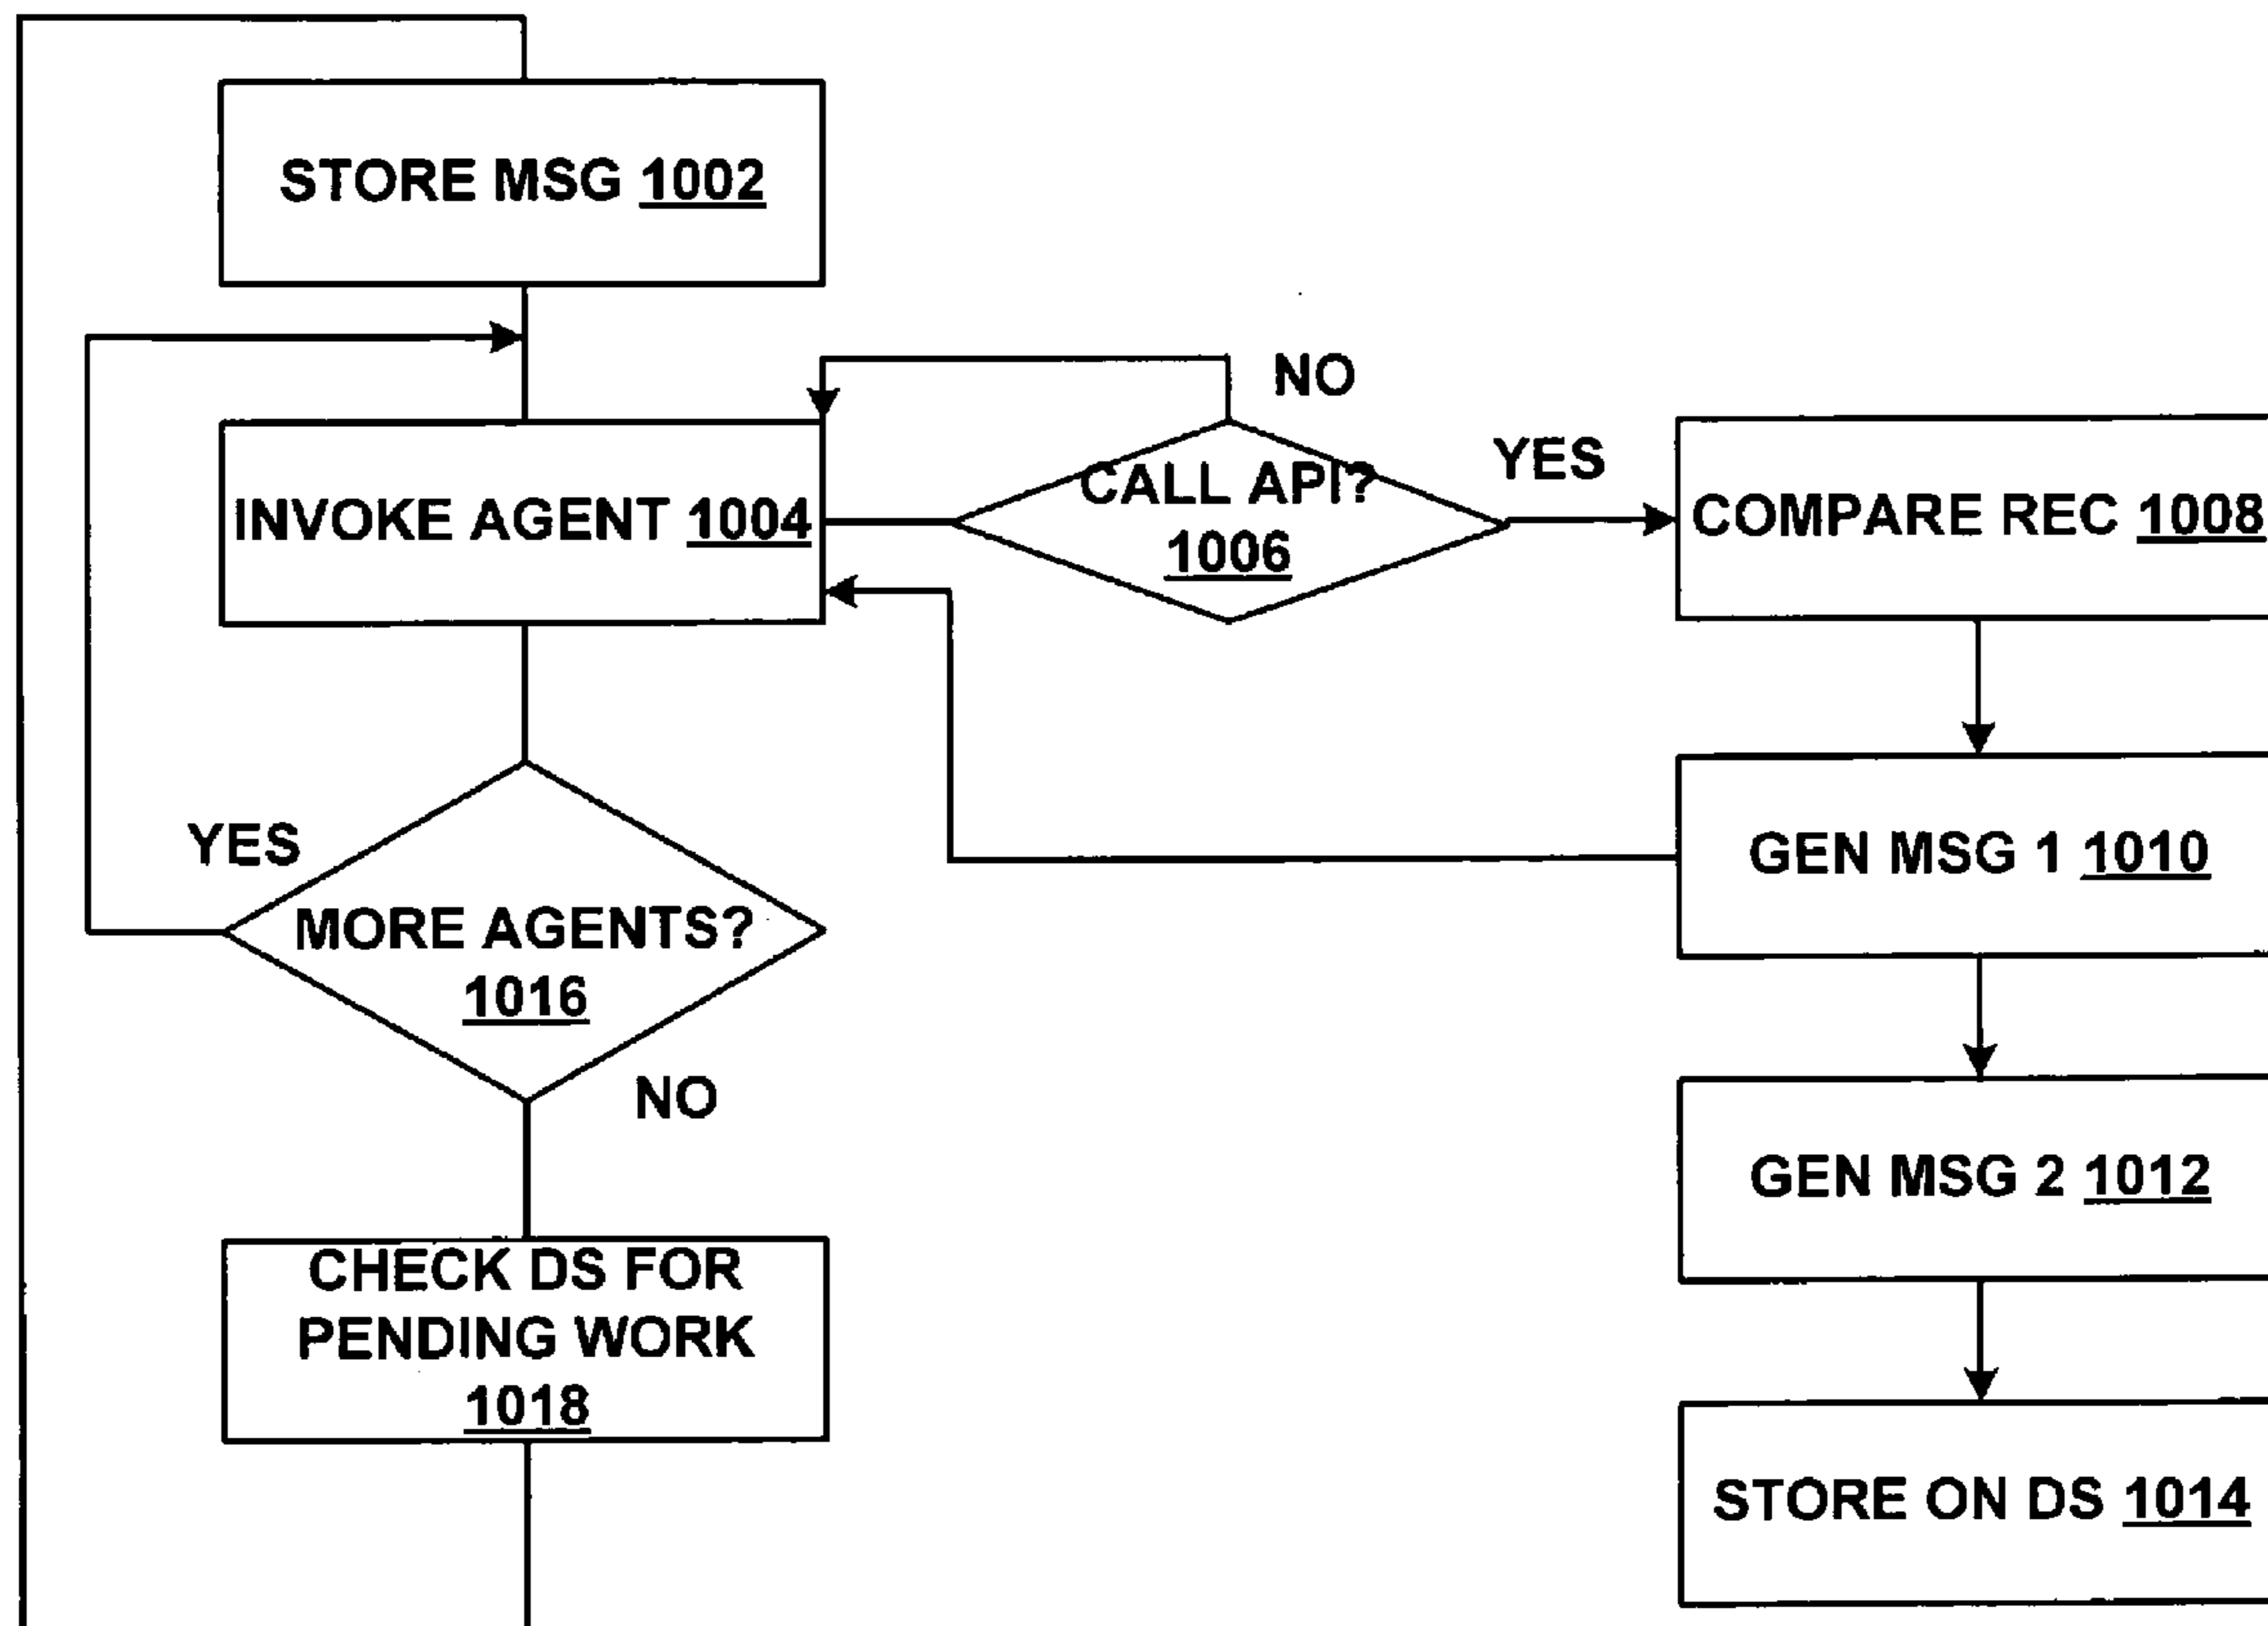 STORE MSG 1002
NO
YES
INVOKE AGENT 1004
CALL API?
1006
COMPARE REC 1008
YES
GEN MSG 1 1010
MORE AGENTS?
1016
NO
GEN MSG 2 1012
CHECK DS FOR
PENDING WORK
1018
STORE ON DS 1014